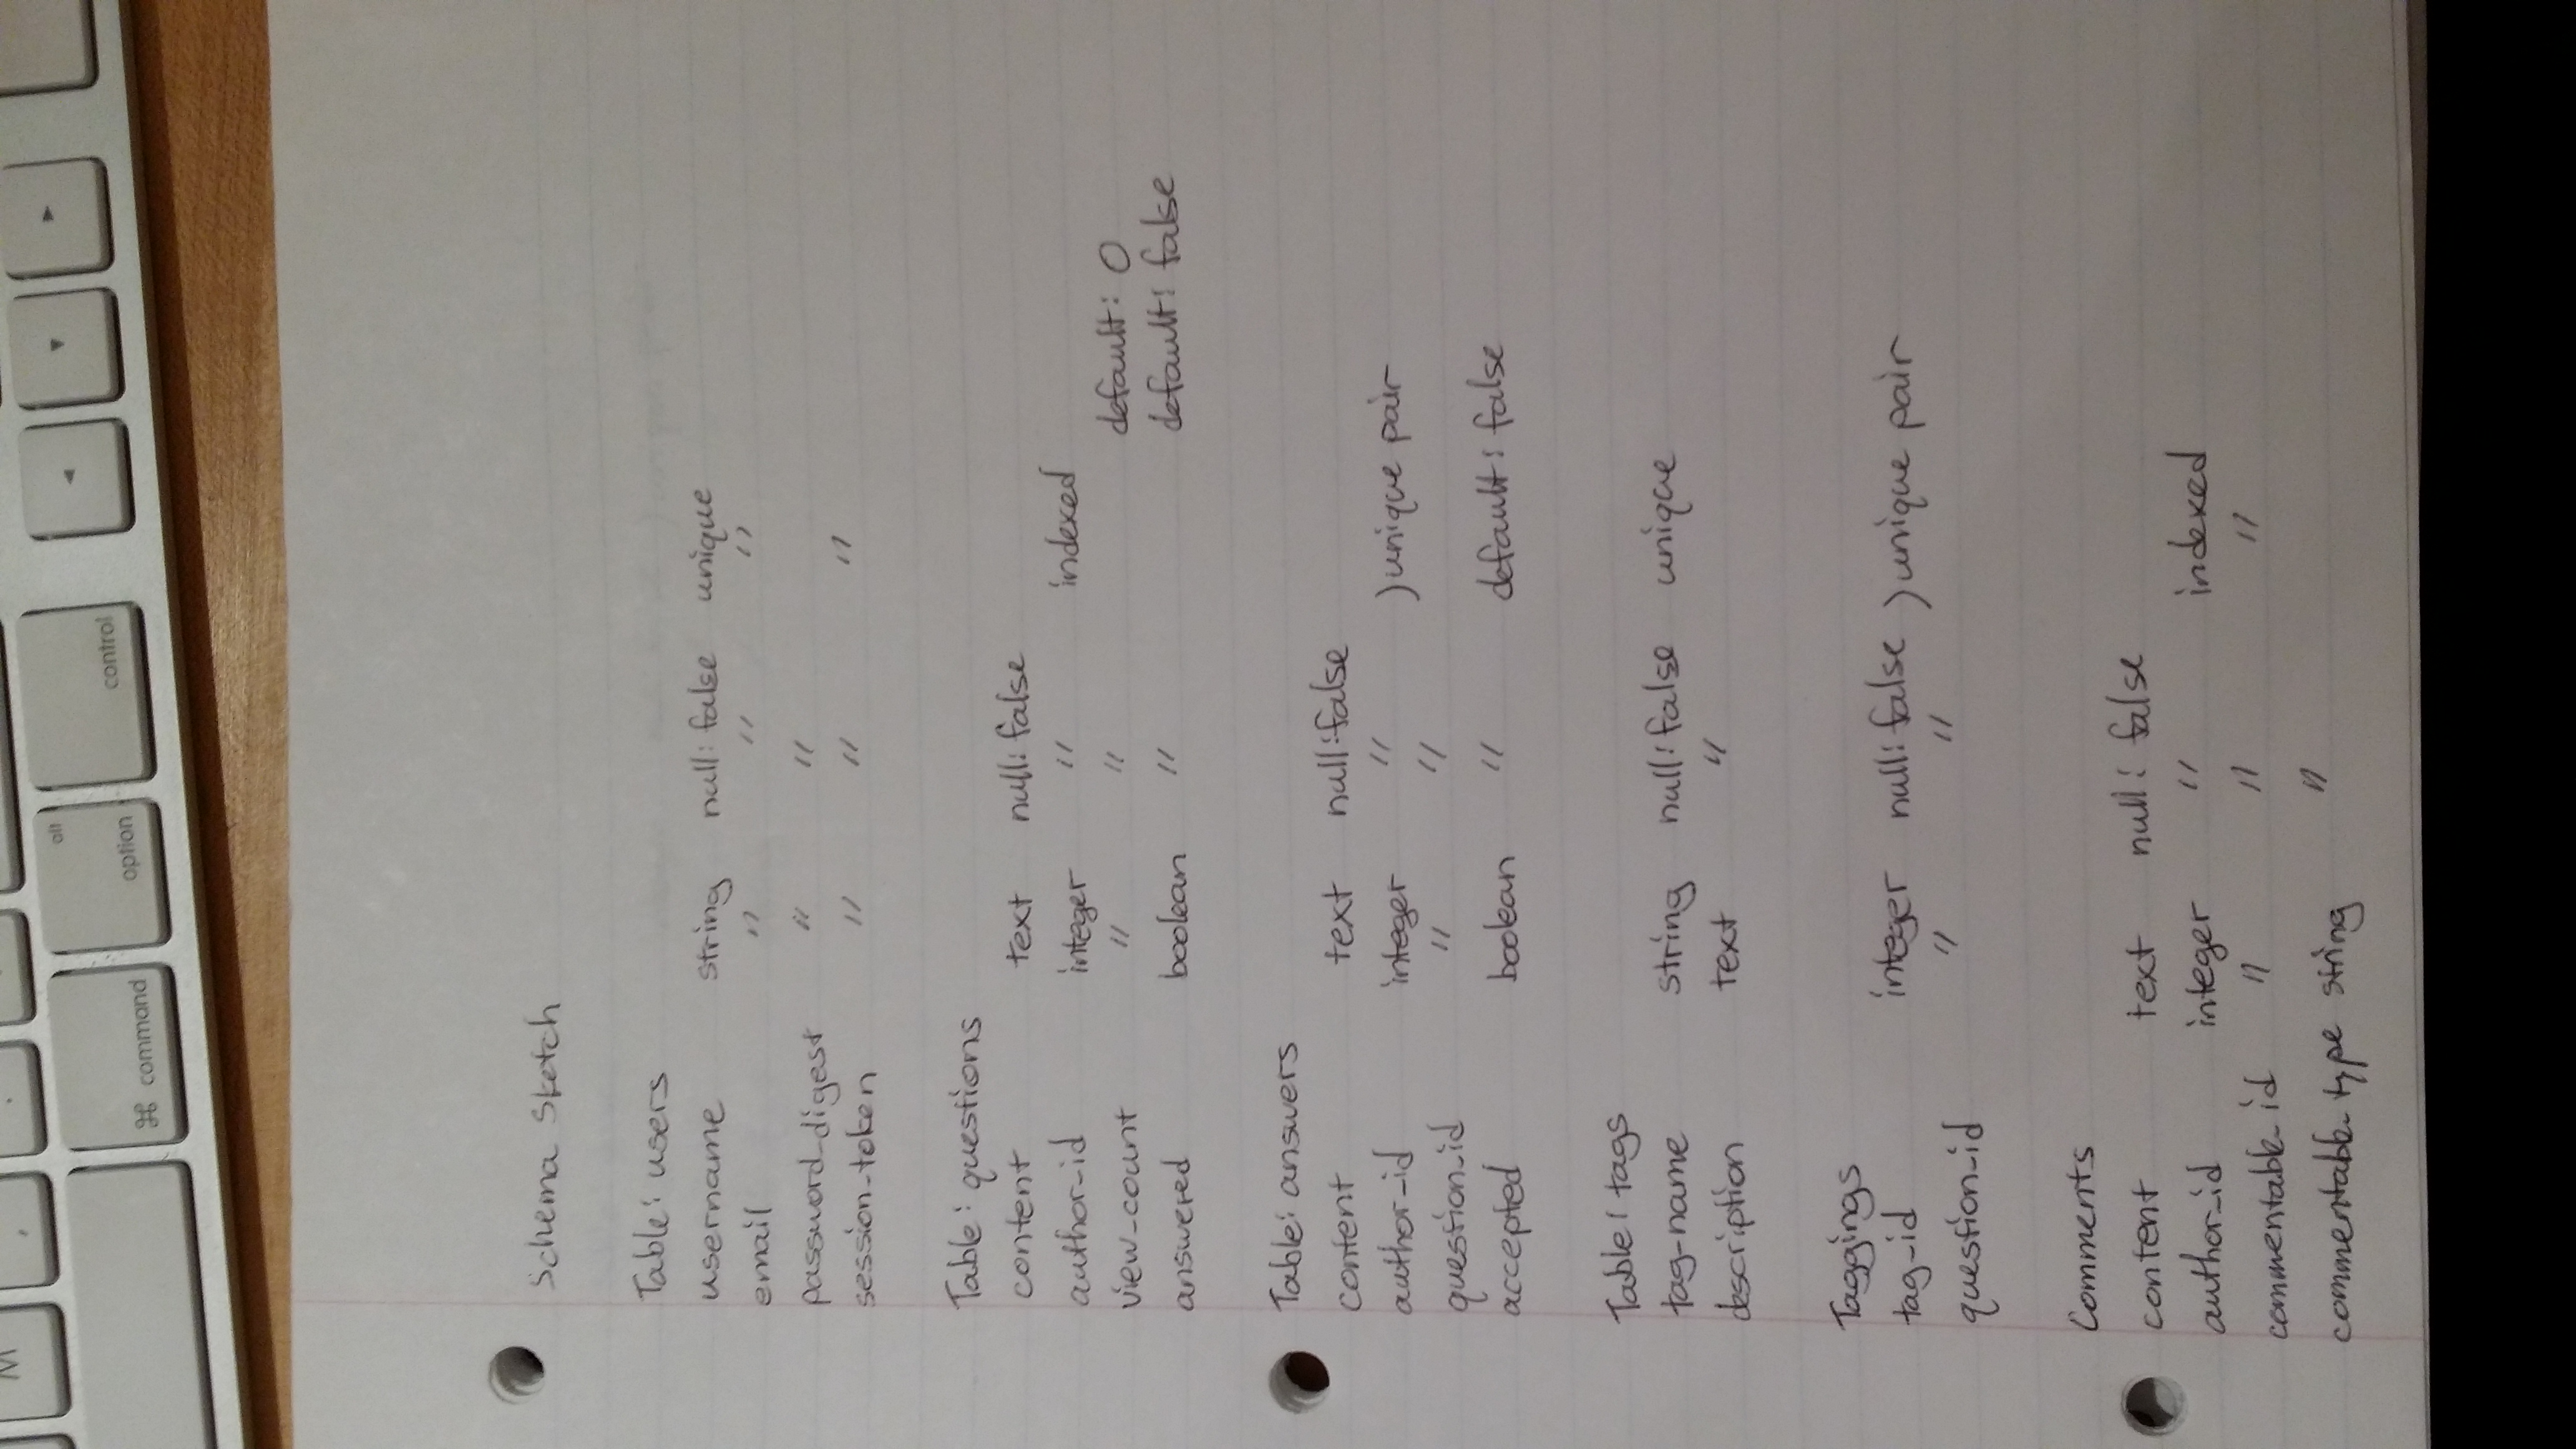 M , .
alt
⌘ command option control ◄ ▼ ►
Schema Sketch
Table: users
username string null: false unique
email " " "
password_digest " "
session_token " " "
Table: questions
content text null: false
author_id integer " indexed
view_count " " default: 0
answered boolean " default: false
Table: answers
content text null: false
author_id integer " ) unique pair
question_id " "
accepted boolean " default: false
Table: tags
tag_name string null: false unique
description text "
Taggings
tag_id integer null: false ) unique pair
question_id " "
Comments
content text null: false
author_id integer " indexed
commentable_id " " "
commentable_type string "